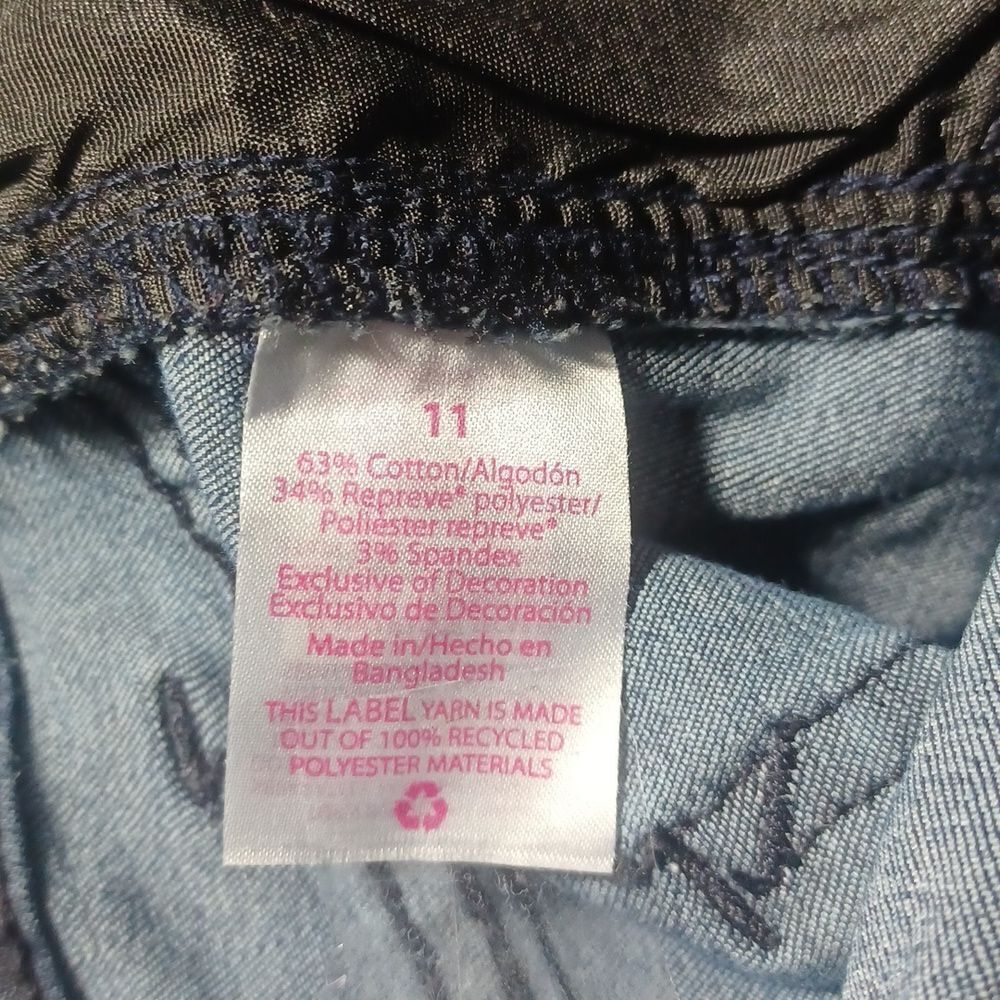 11
63% Cotton/Algodón
34% Repreve® polyester/
Poliester repreve®
3% Spandex
Exclusive of Decoration
Exclusivo de Decoración
Made in/Hecho en
Bangladesh
THIS LABEL YARN IS MADE
OUT OF 100% RECYCLED
POLYESTER MATERIALS